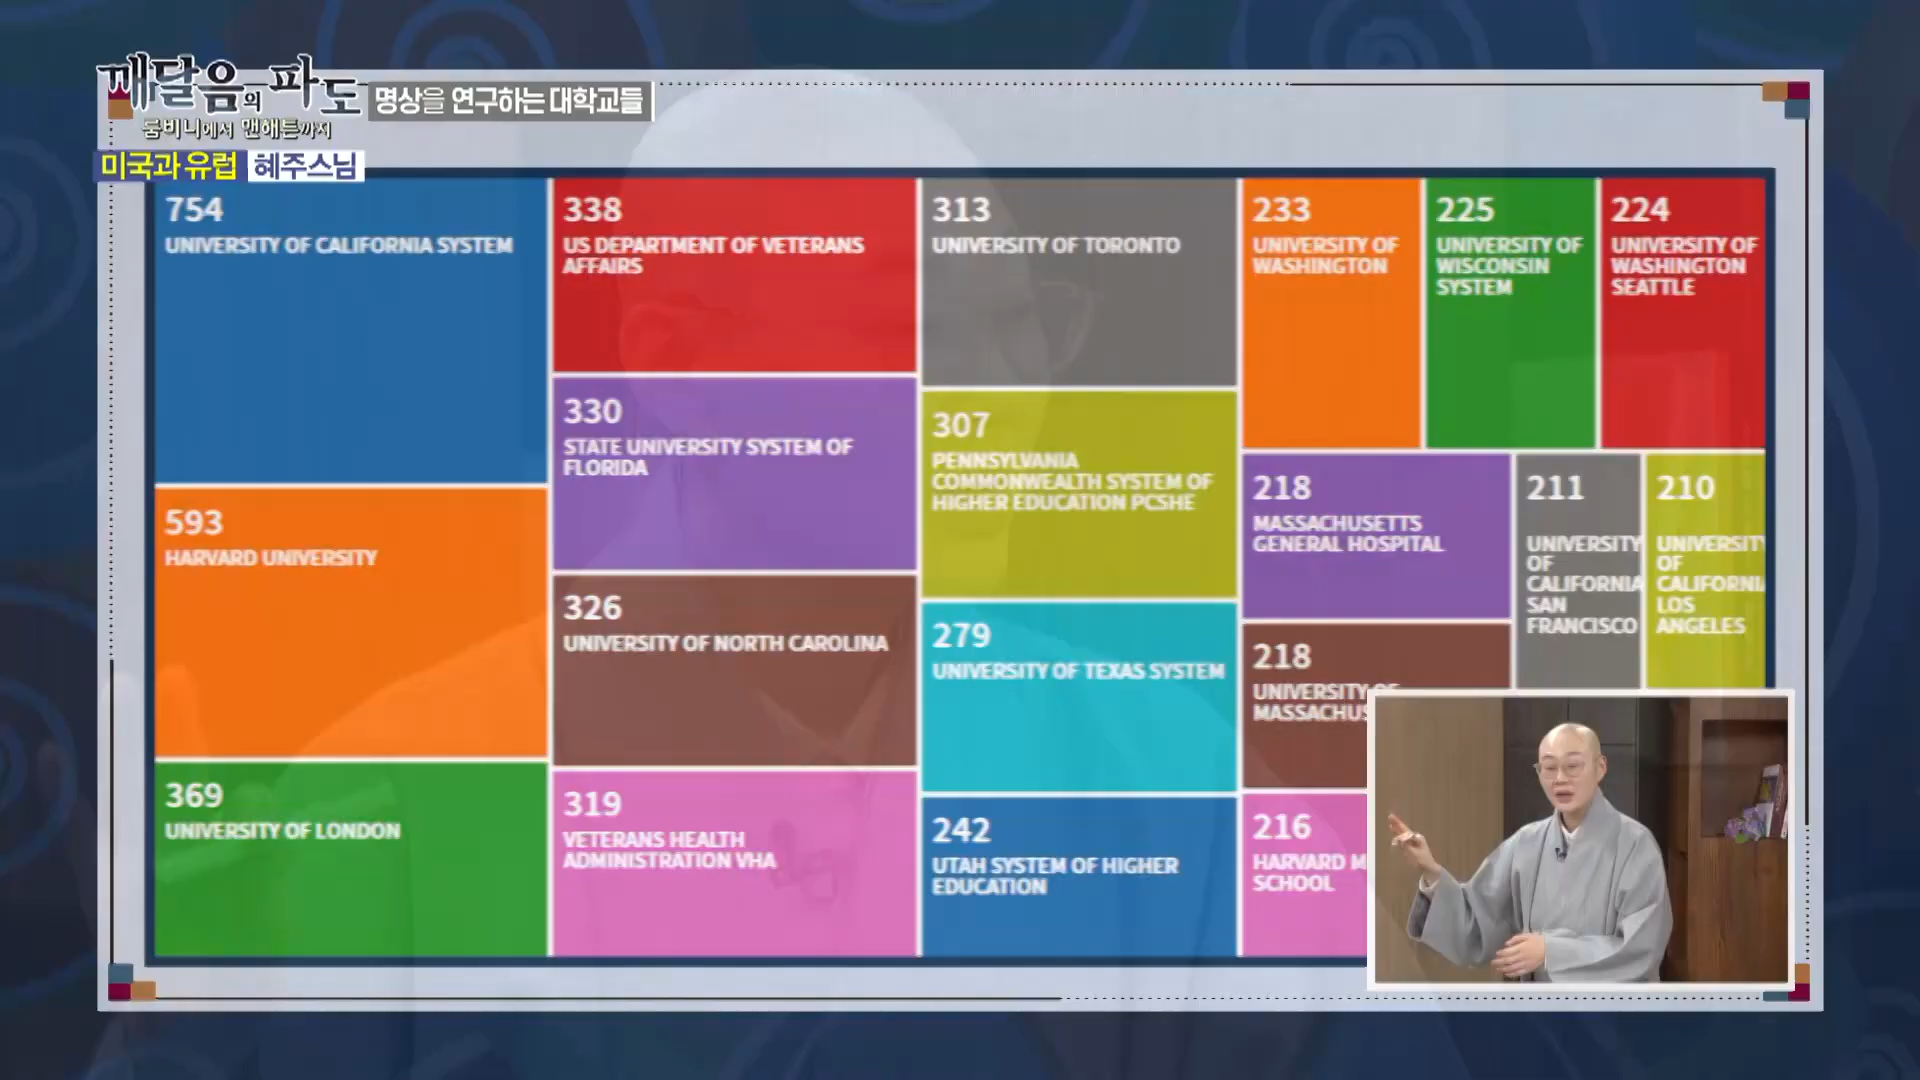 깨달음의 파도
룸비니에서 맨해튼까지
명상을 연구하는 대학교들
미국과 유럽 혜주스님
754
UNIVERSITY OF CALIFORNIA SYSTEM
593
HARVARD UNIVERSITY
369
UNIVERSITY OF LONDON
338
US DEPARTMENT OF VETERANS
AFFAIRS
330
STATE UNIVERSITY SYSTEM OF
FLORIDA
326
UNIVERSITY OF NORTH CAROLINA
319
VETERANS HEALTH
ADMINISTRATION VHA
313
UNIVERSITY OF TORONTO
307
PENNSYLVANIA
COMMONWEALTH SYSTEM OF
HIGHER EDUCATION PCSHE
279
UNIVERSITY OF TEXAS SYSTEM
242
UTAH SYSTEM OF HIGHER
EDUCATION
233
UNIVERSITY OF
WASHINGTON
225
UNIVERSITY OF
WISCONSIN
SYSTEM
224
UNIVERSITY OF
WASHINGTON
SEATTLE
218
MASSACHUSETTS
GENERAL HOSPITAL
211
UNIVERSITY
OF
CALIFORNIA
SAN
FRANCISCO
210
UNIVERSITY
OF
CALIFORNIA
LOS
ANGELES
218
UNIVERSITY OF
MASSACHUS
216
HARVARD M
SCHOOL